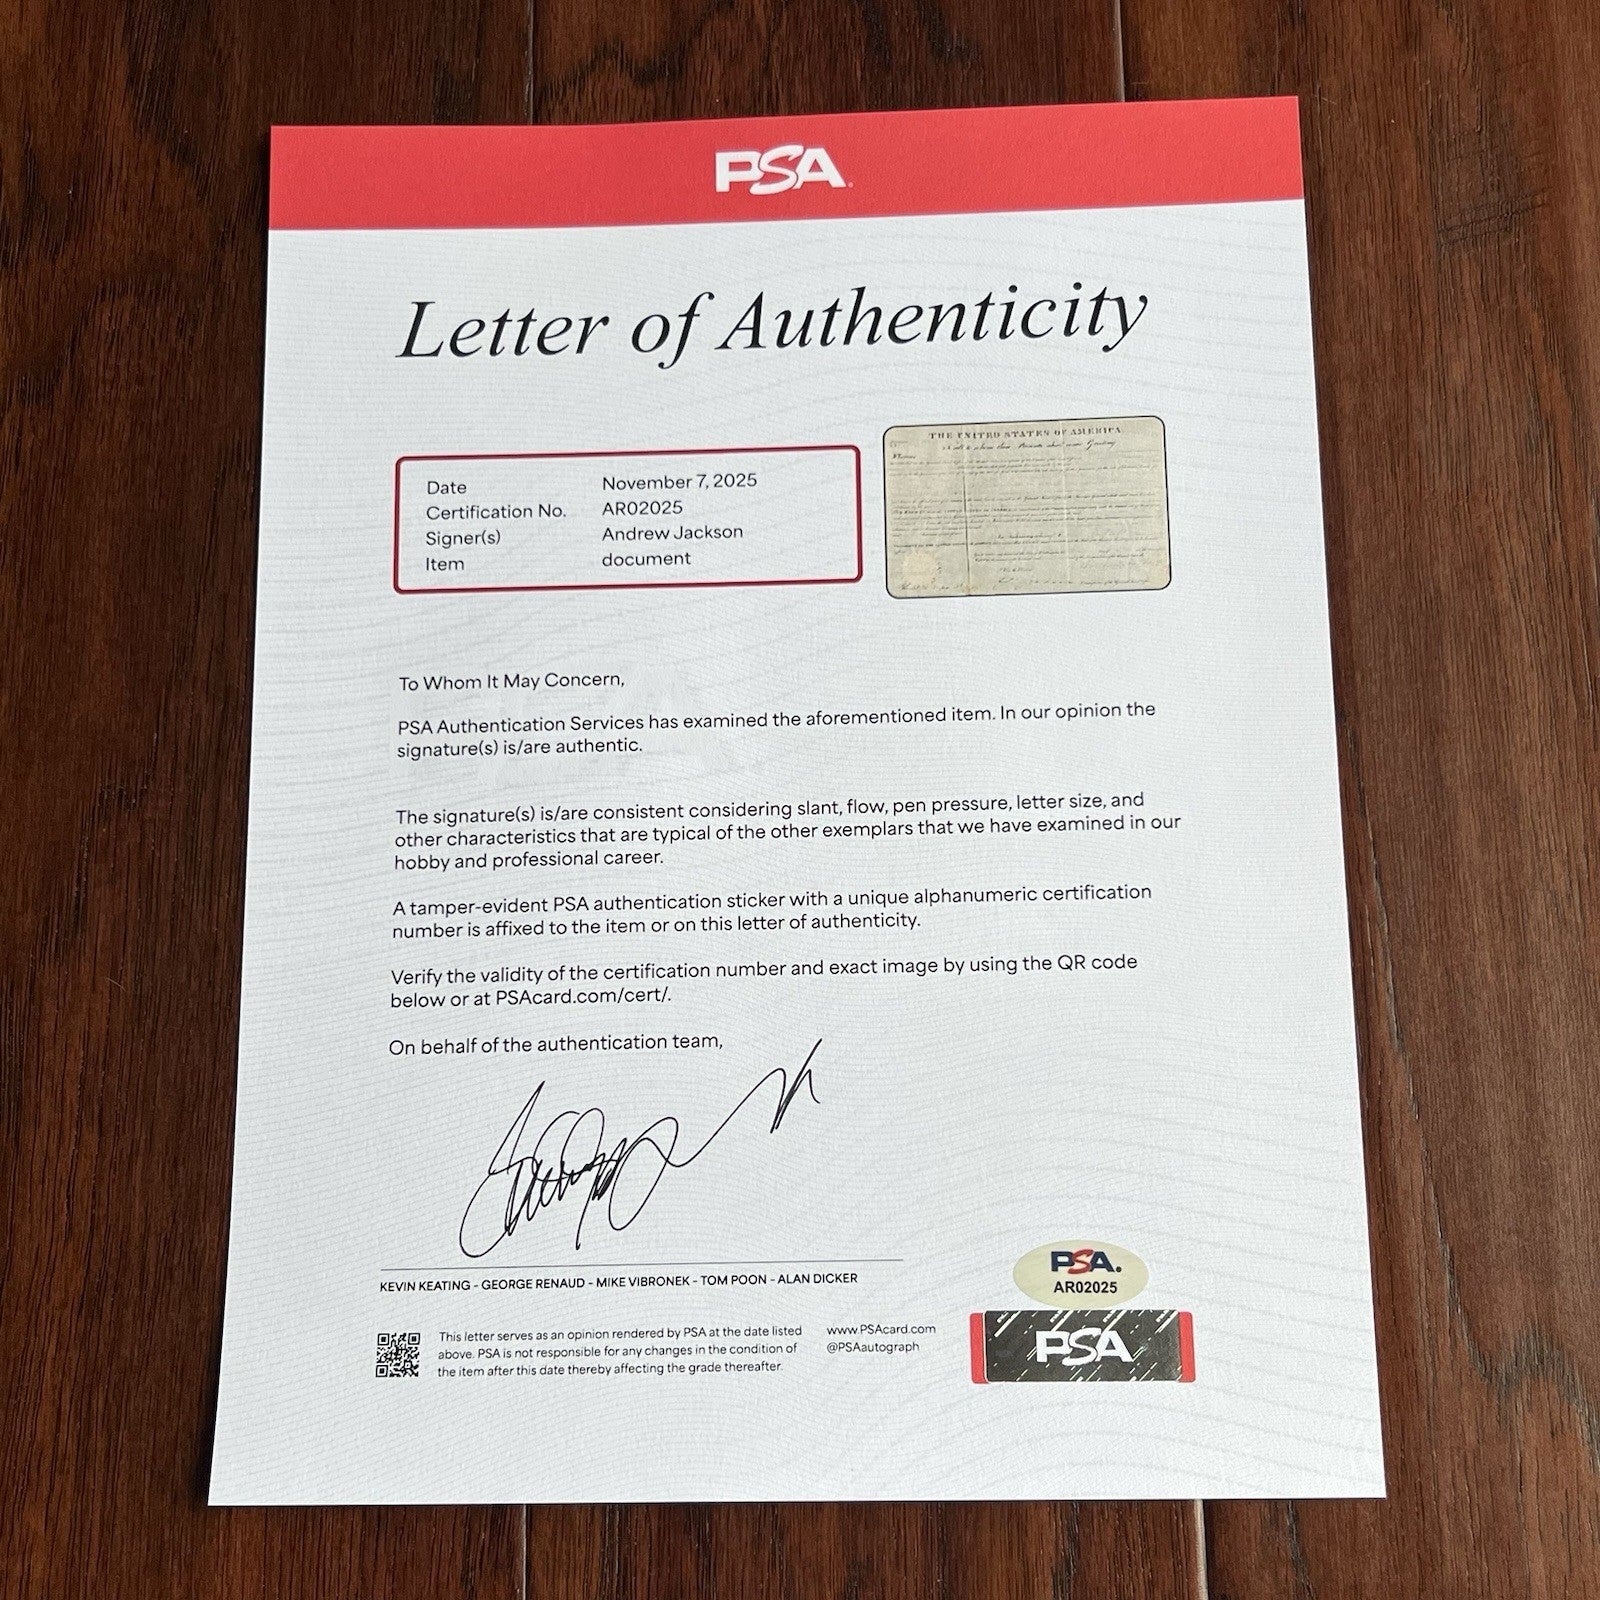 PSA
Letter of Authenticity
Date November 7, 2025
Certification No. AR02025
Signer(s) Andrew Jackson
Item document
THE UNITED STATES OF AMERICA
To Whom It May Concern,
PSA Authentication Services has examined the aforementioned item. In our opinion the
signature(s) is/are authentic.
The signature(s) is/are consistent considering slant, flow, pen pressure, letter size, and
other characteristics that are typical of the other exemplars that we have examined in our
hobby and professional career.
A tamper-evident PSA authentication sticker with a unique alphanumeric certification
number is affixed to the item or on this letter of authenticity.
Verify the validity of the certification number and exact image by using the QR code
below or at PSAcard.com/cert/.
On behalf of the authentication team,
KEVIN KEATING - GEORGE RENAUD - MIKE VIBRONEK - TOM POON - ALAN DICKER
This letter serves as an opinion rendered by PSA at the date listed
above. PSA is not responsible for any changes in the condition of
the item after this date thereby affecting the grade thereafter.
www.PSAcard.com
@PSAautograph
PSA.
AR02025
PSA